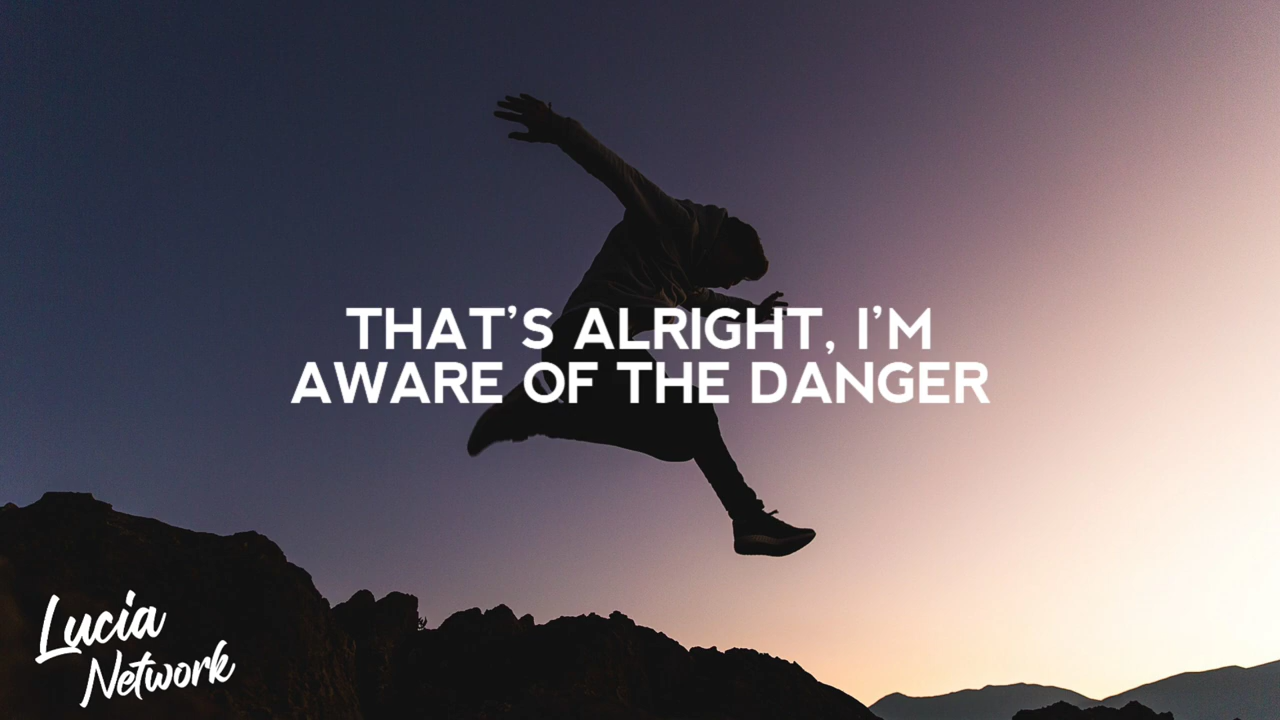 THAT'S ALRIGHT, I'M
AWARE OF THE DANGER
Lucia
Network